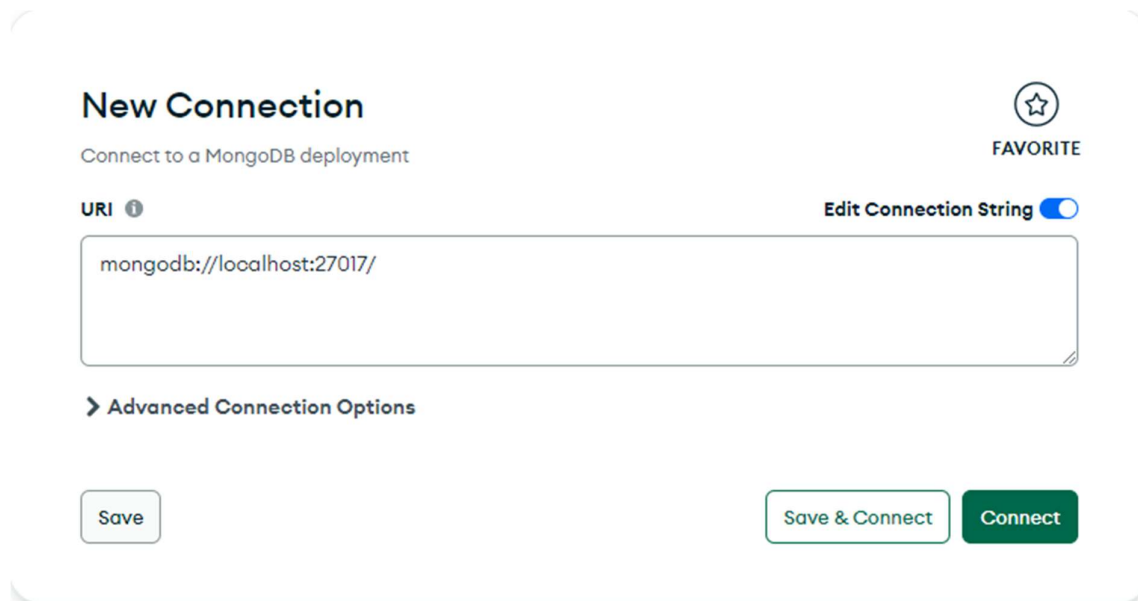 New Connection
FAVORITE
Connect to a MongoDB deployment
URI
Edit Connection String
mongodb://localhost:27017/
Advanced Connection Options
Save
Save & Connect
Connect